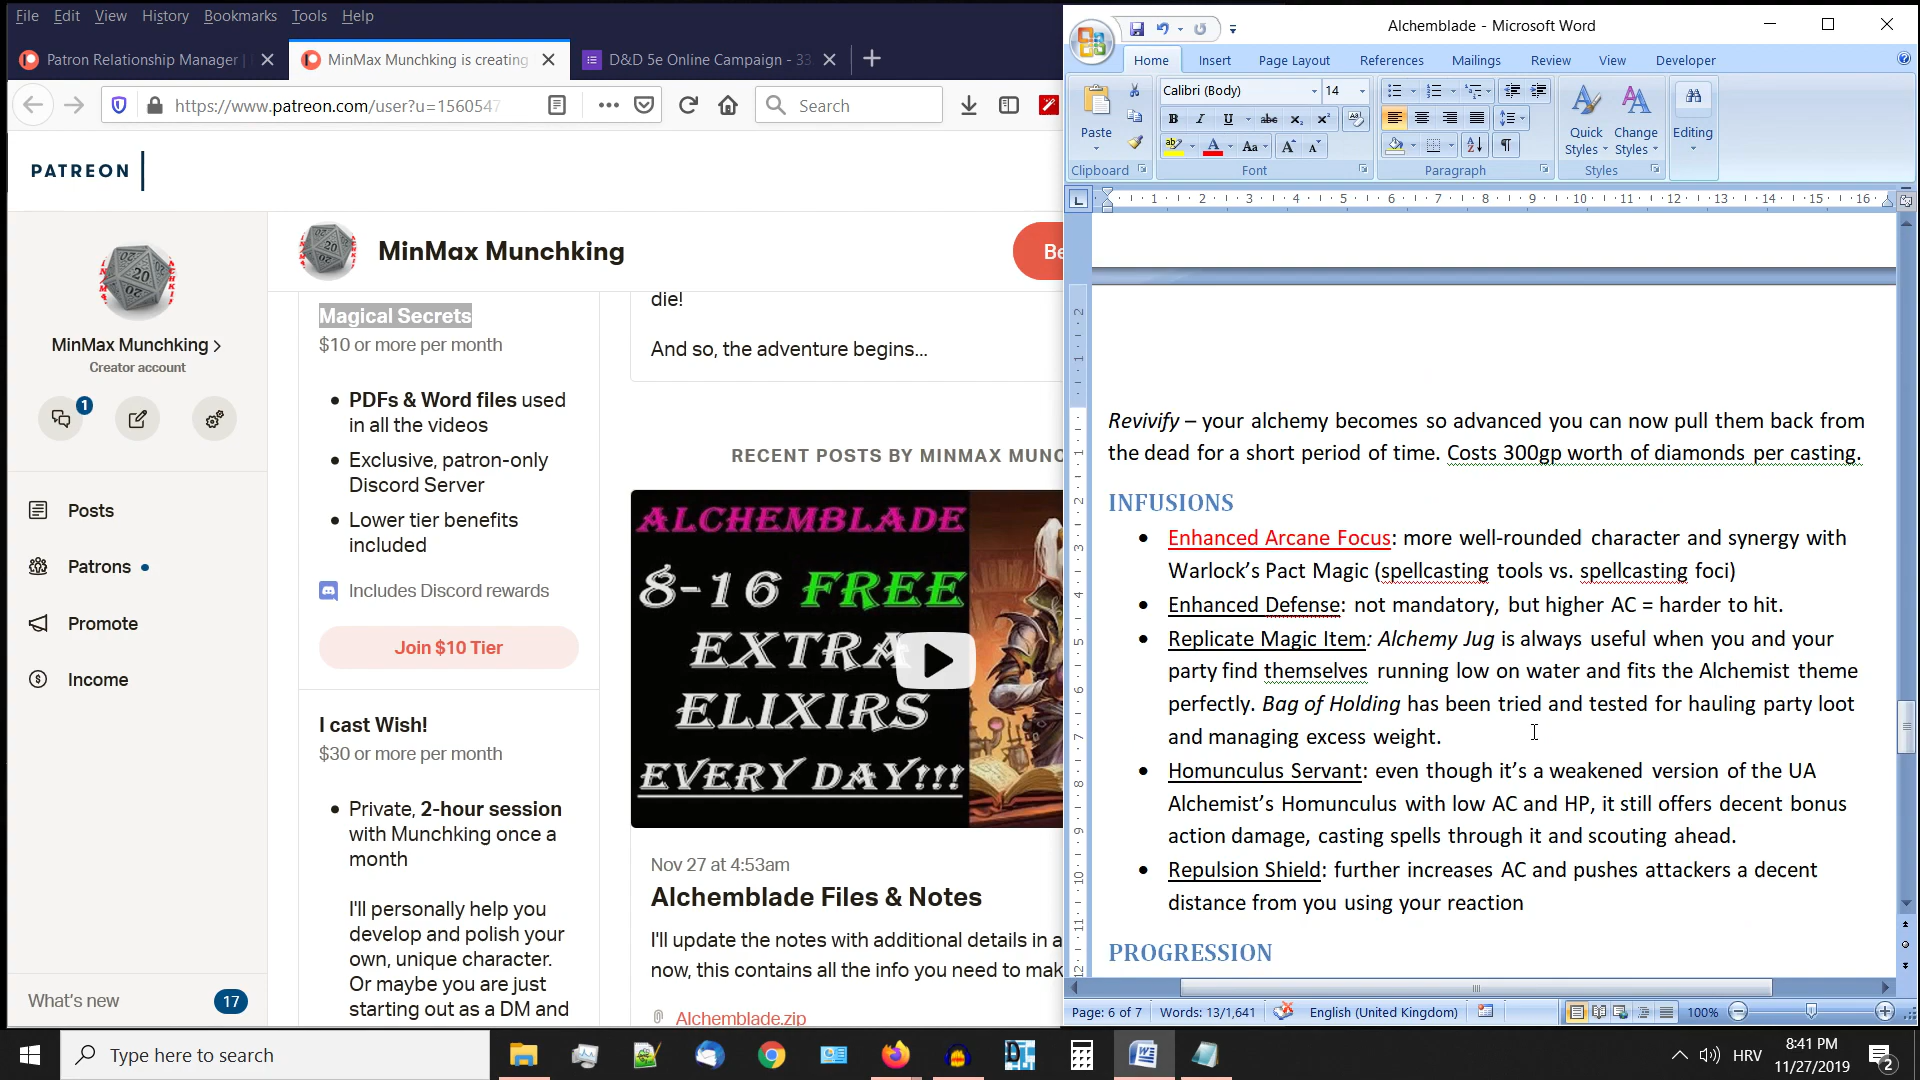 File Edit View History Bookmarks Tools Help
Patron Relationship Manager |
MinMax Munchking is creating
D&D 5e Online Campaign - 33
https://www.patreon.com/user?u=1560547
Search
PATREON
MinMax Munchking
Creator account
1
Posts
Patrons
Promote
Income
What's new
17
MinMax Munchking
Be
Magical Secrets
$10 or more per month
PDFs & Word files used
in all the videos
Exclusive, patron-only
Discord Server
Lower tier benefits
included
Includes Discord rewards
Join $10 Tier
I cast Wish!
$30 or more per month
Private, 2-hour session
with Munchking once a
month
I'll personally help you
develop and polish your
own, unique character.
Or maybe you are just
starting out as a DM and
die!
And so, the adventure begins...
RECENT POSTS BY MINMAX MUNC
ALCHEMBLADE
8-16 FREE
EXTRA
ELIXIRS
EVERY DAY!!!
Nov 27 at 4:53am
Alchemblade Files & Notes
I'll update the notes with additional details in a
now, this contains all the info you need to mak
Alchemblade.zip
Alchemblade - Microsoft Word
Home Insert Page Layout References Mailings Review View Developer
Paste
Clipboard
Calibri (Body) 14
Font
Paragraph
Quick
Styles
Change
Styles
Styles
Editing
Revivify – your alchemy becomes so advanced you can now pull them back from
the dead for a short period of time. Costs 300gp worth of diamonds per casting.
INFUSIONS
Enhanced Arcane Focus: more well-rounded character and synergy with
Warlock’s Pact Magic (spellcasting tools vs. spellcasting foci)
Enhanced Defense: not mandatory, but higher AC = harder to hit.
Replicate Magic Item: Alchemy Jug is always useful when you and your
party find themselves running low on water and fits the Alchemist theme
perfectly. Bag of Holding has been tried and tested for hauling party loot
and managing excess weight.
Homunculus Servant: even though it’s a weakened version of the UA
Alchemist’s Homunculus with low AC and HP, it still offers decent bonus
action damage, casting spells through it and scouting ahead.
Repulsion Shield: further increases AC and pushes attackers a decent
distance from you using your reaction
PROGRESSION
Page: 6 of 7 Words: 13/1,641 English (United Kingdom) 100%
Type here to search
HRV
8:41 PM
11/27/2019
2